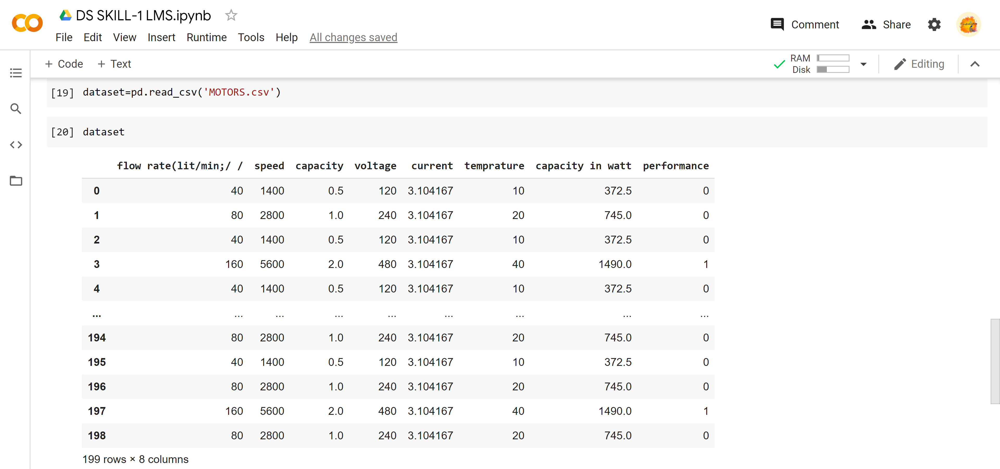 DS SKILL-1 LMS.ipynb
File Edit View Insert Runtime Tools Help All changes saved
Comment Share
+ Code + Text
RAM
Disk
Editing
[19] dataset=pd.read_csv('MOTORS.csv')
[20] dataset
flow rate(lit/min;/ / speed capacity voltage current temprature capacity in watt performance
0 40 1400 0.5 120 3.104167 10 372.5 0
1 80 2800 1.0 240 3.104167 20 745.0 0
2 40 1400 0.5 120 3.104167 10 372.5 0
3 160 5600 2.0 480 3.104167 40 1490.0 1
4 40 1400 0.5 120 3.104167 10 372.5 0
... ... ... ... ... ... ... ... ...
194 80 2800 1.0 240 3.104167 20 745.0 0
195 40 1400 0.5 120 3.104167 10 372.5 0
196 80 2800 1.0 240 3.104167 20 745.0 0
197 160 5600 2.0 480 3.104167 40 1490.0 1
198 80 2800 1.0 240 3.104167 20 745.0 0
199 rows × 8 columns